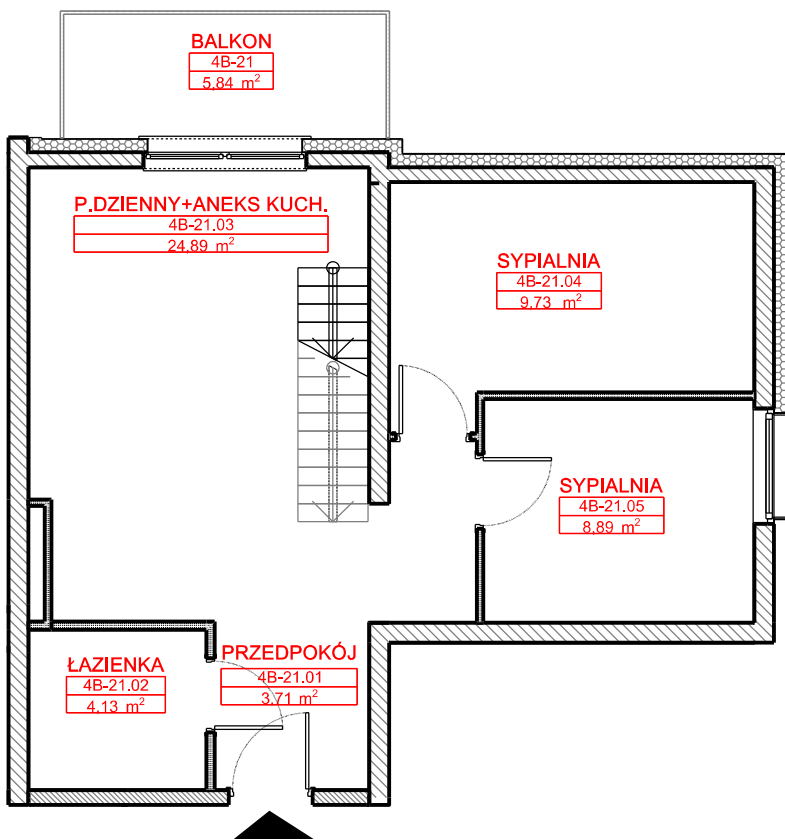 BALKON
4B-21
5,84 m²
P.DZIENNY+ANEKS KUCH.
4B-21.03
24,89 m²
SYPIALNIA
4B-21.04
9,73 m²
SYPIALNIA
4B-21.05
8,89 m²
ŁAZIENKA
4B-21.02
4,13 m²
PRZEDPOKÓJ
4B-21.01
3,71 m²